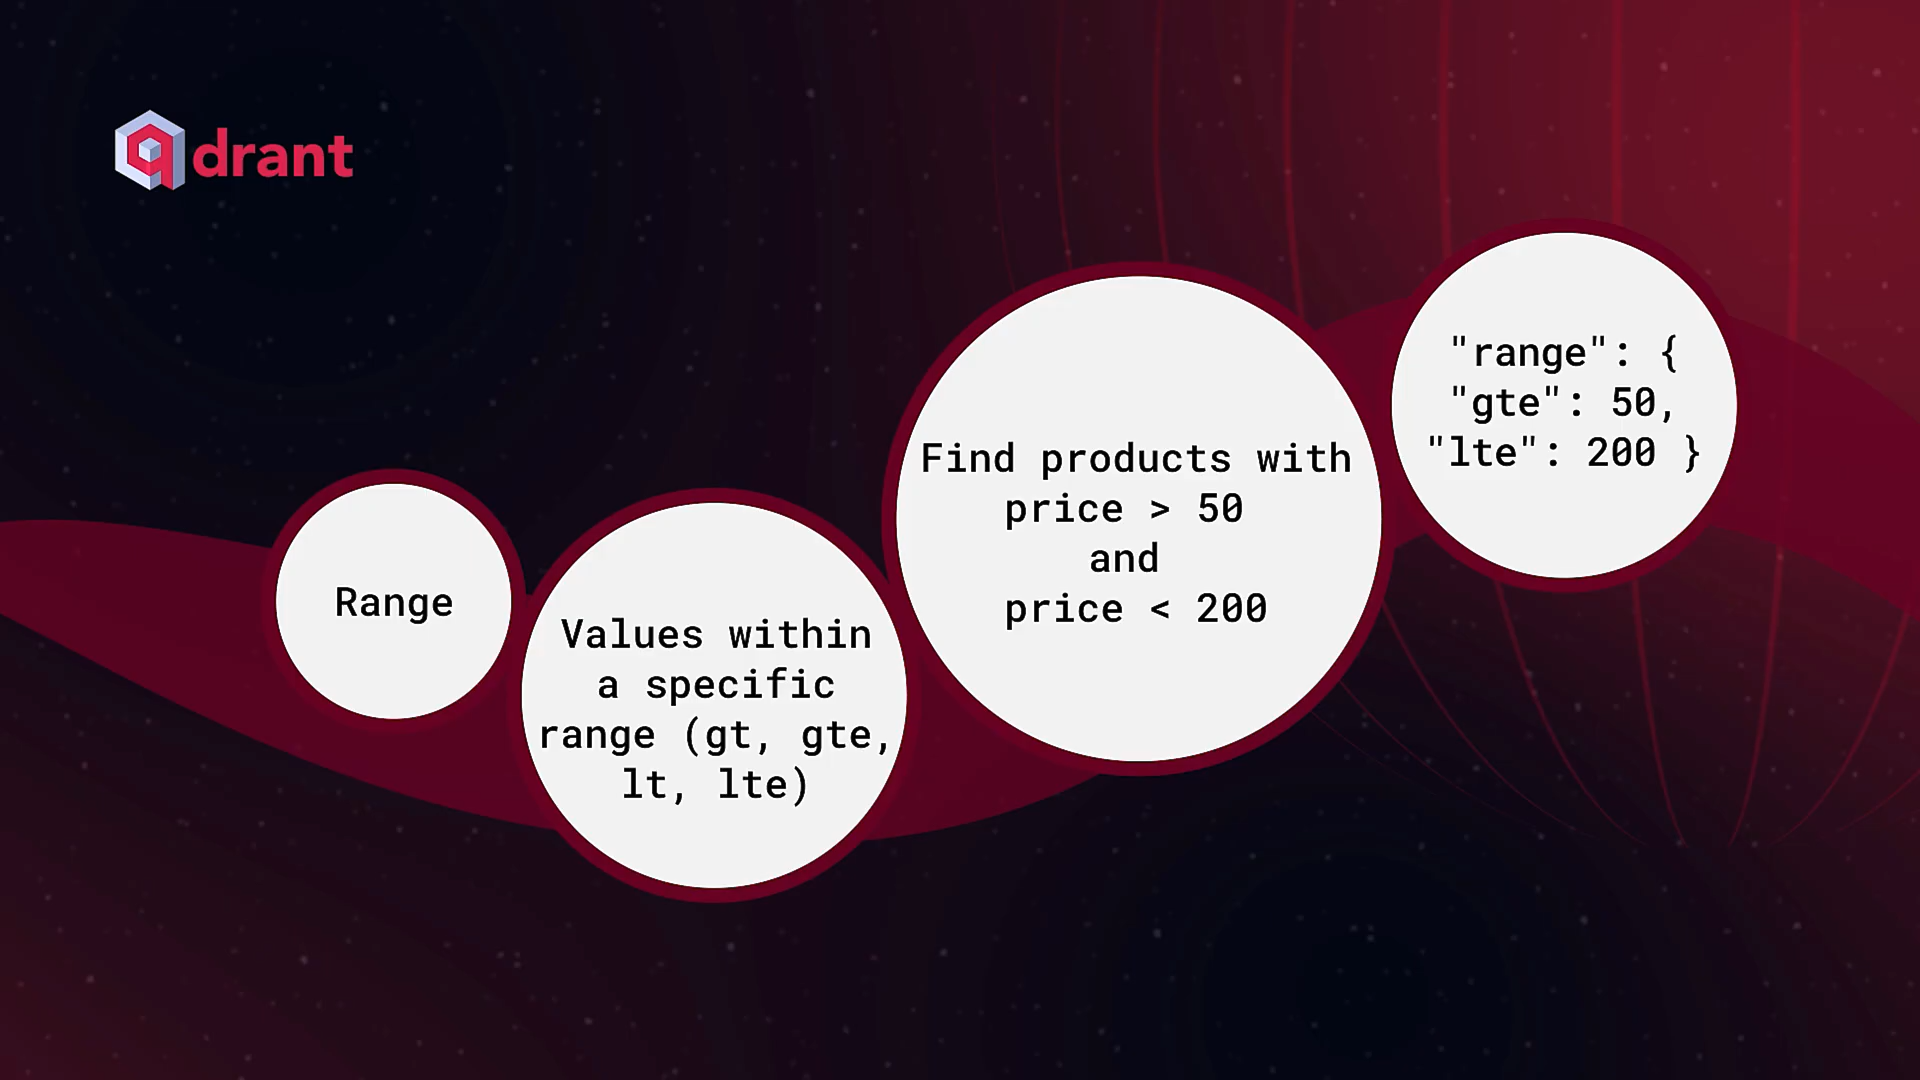 qdrant
Range
Values within
a specific
range (gt, gte,
lt, lte)
Find products with
price > 50
and
price < 200
"range": {
"gte": 50,
"lte": 200 }